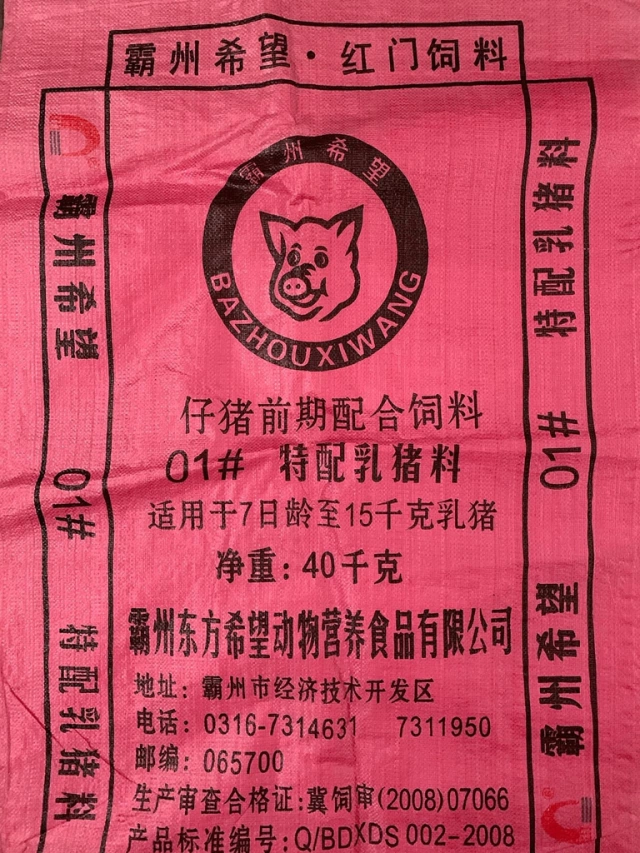 霸州希望·红门饲料
霸州希望
BAZHOUXIWANG
仔猪前期配合饲料
01# 特配乳猪料
适用于7日龄至15千克乳猪
净重：40千克
霸州东方希望动物营养食品有限公司
地址：霸州市经济技术开发区
电话：0316-7314631 7311950
邮编：065700
生产审查合格证：冀饲审(2008)07066
产品标准编号：Q/BDXDS 002-2008
霸州希望 01# 特配乳猪料
霸州希望 01# 特配乳猪料